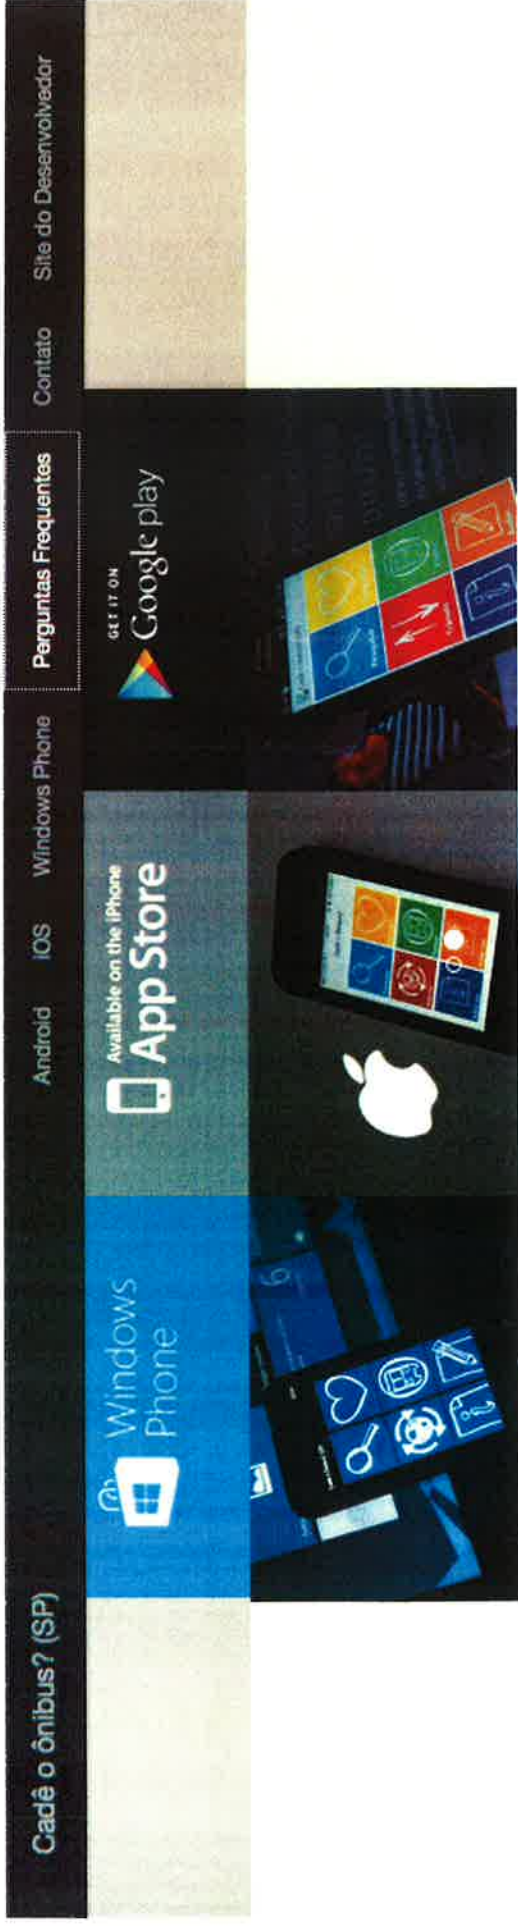 Cadê o ônibus? (SP)
Android
iOS
Windows Phone
Perguntas Frequentes
Contato
Site do Desenvolvedor
Windows
Phone
Available on the iPhone
App Store
GET IT ON
Google play